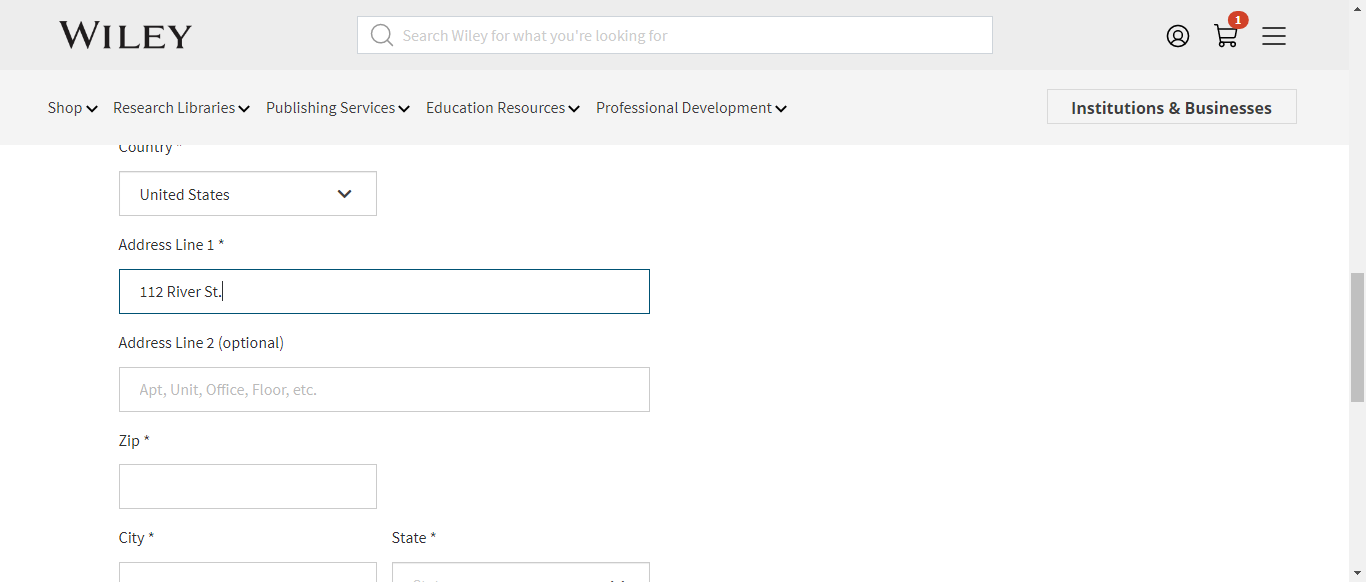 WILEY
Search Wiley for what you're looking for
1
Shop
Research Libraries
Publishing Services
Education Resources
Professional Development
Institutions & Businesses
Country *
United States
Address Line 1 *
112 River St.
Address Line 2 (optional)
Apt, Unit, Office, Floor, etc.
Zip *
City *
State *